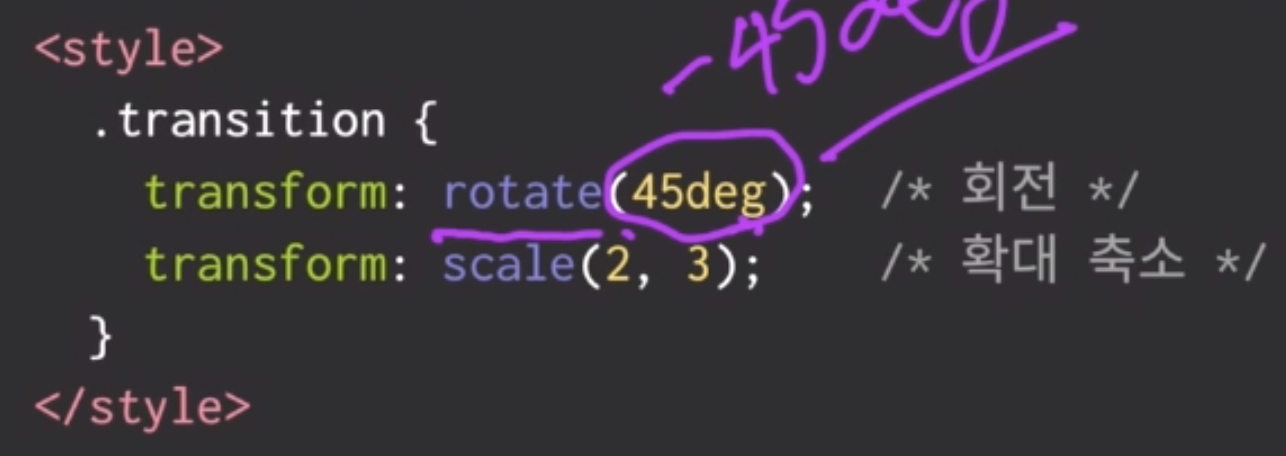 -45deg
<style>
.transition {
transform: rotate(45deg); /* 회전 */
transform: scale(2, 3); /* 확대 축소 */
}
</style>